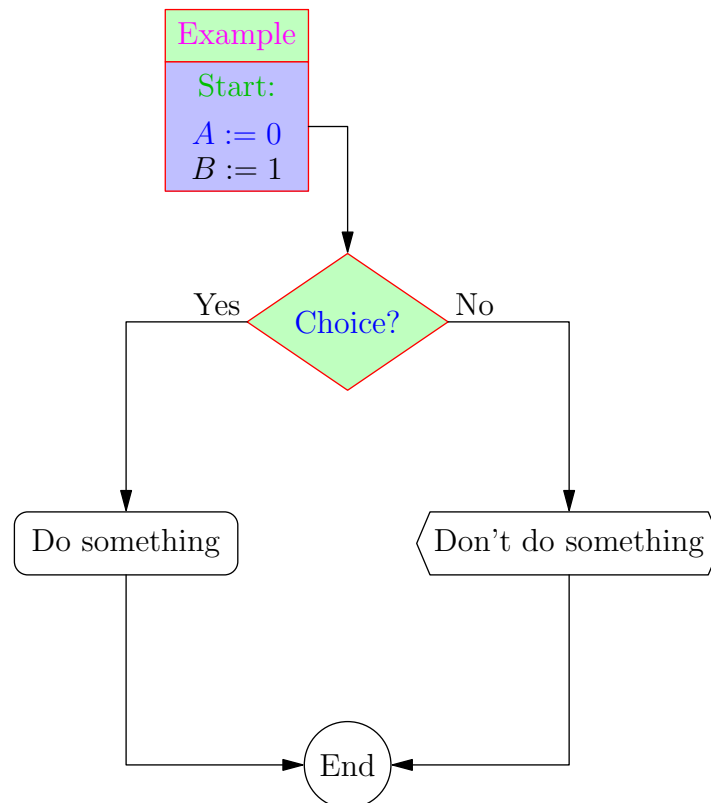 Example
Start:
A := 0
B := 1
Yes
No
Choice?
Do something
Don't do something
End